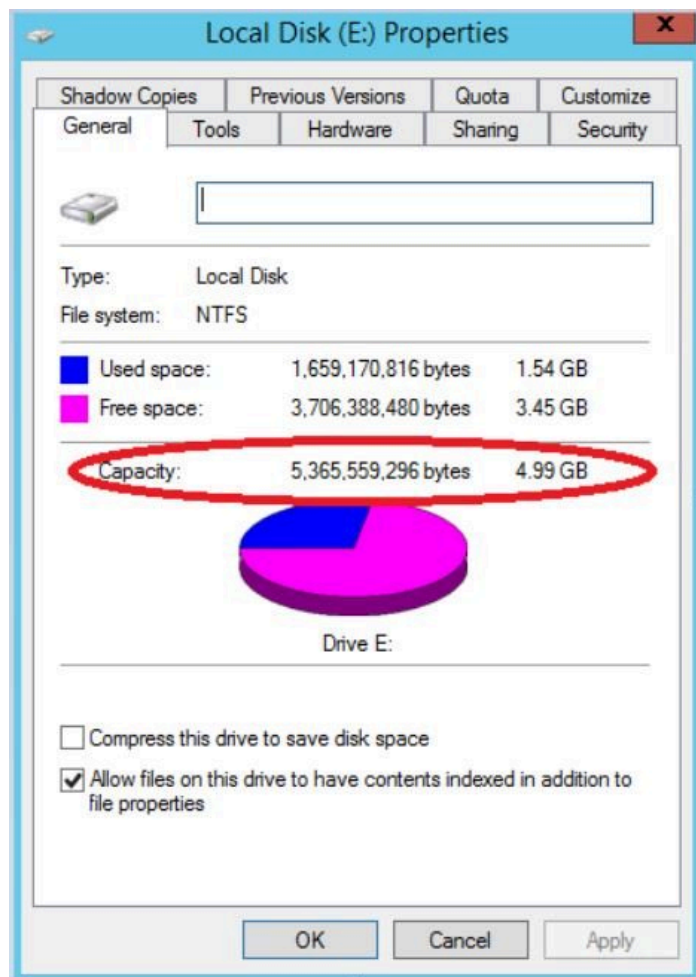 Local Disk (E:) Properties
x
Shadow Copies Previous Versions Quota Customize
General Tools Hardware Sharing Security
Type: Local Disk
File system: NTFS
Used space: 1,659,170,816 bytes 1.54 GB
Free space: 3,706,388,480 bytes 3.45 GB
Capacity: 5,365,559,296 bytes 4.99 GB
Drive E:
Compress this drive to save disk space
Allow files on this drive to have contents indexed in addition to
file properties
OK Cancel Apply